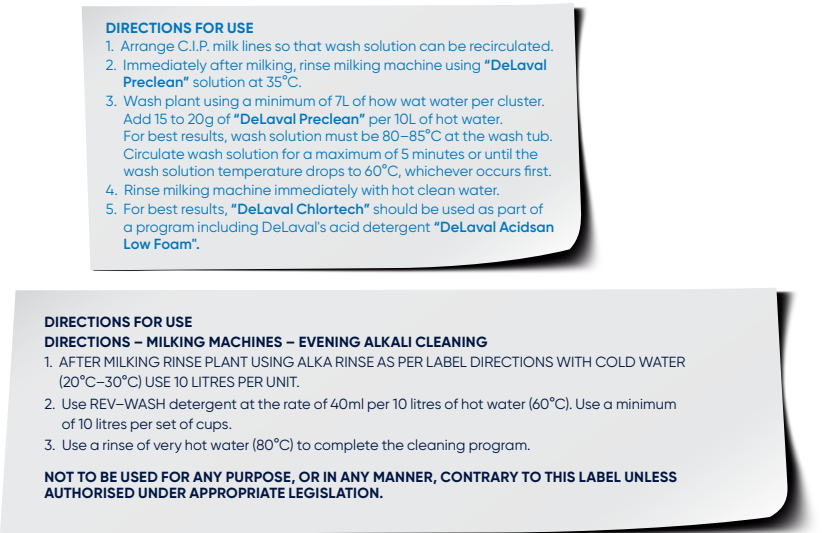 DIRECTIONS FOR USE
1. Arrange C.I.P. milk lines so that wash solution can be recirculated.
2. Immediately after milking, rinse milking machine using “DeLaval
Preclean” solution at 35°C.
3. Wash plant using a minimum of 7L of how wat water per cluster.
Add 15 to 20g of “DeLaval Preclean” per 10L of hot water.
For best results, wash solution must be 80–85°C at the wash tub.
Circulate wash solution for a maximum of 5 minutes or until the
wash solution temperature drops to 60°C, whichever occurs first.
4. Rinse milking machine immediately with hot clean water.
5. For best results, “DeLaval Chlortech” should be used as part of
a program including DeLaval's acid detergent “DeLaval Acidsan
Low Foam".
DIRECTIONS FOR USE
DIRECTIONS – MILKING MACHINES – EVENING ALKALI CLEANING
1. AFTER MILKING RINSE PLANT USING ALKA RINSE AS PER LABEL DIRECTIONS WITH COLD WATER
(20°C–30°C) USE 10 LITRES PER UNIT.
2. Use REV–WASH detergent at the rate of 40ml per 10 litres of hot water (60°C). Use a minimum
of 10 litres per set of cups.
3. Use a rinse of very hot water (80°C) to complete the cleaning program.
NOT TO BE USED FOR ANY PURPOSE, OR IN ANY MANNER, CONTRARY TO THIS LABEL UNLESS
AUTHORISED UNDER APPROPRIATE LEGISLATION.